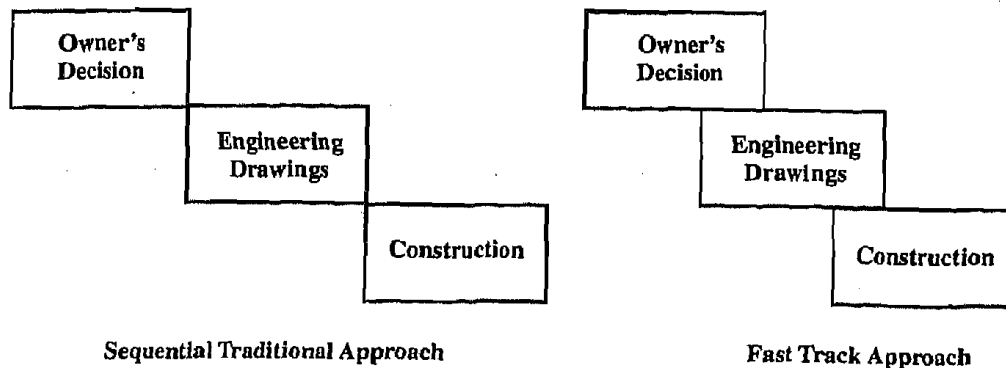 Owner's
Decision
Engineering
Drawings
Construction
Sequential Traditional Approach
Owner's
Decision
Engineering
Drawings
Construction
Fast Track Approach